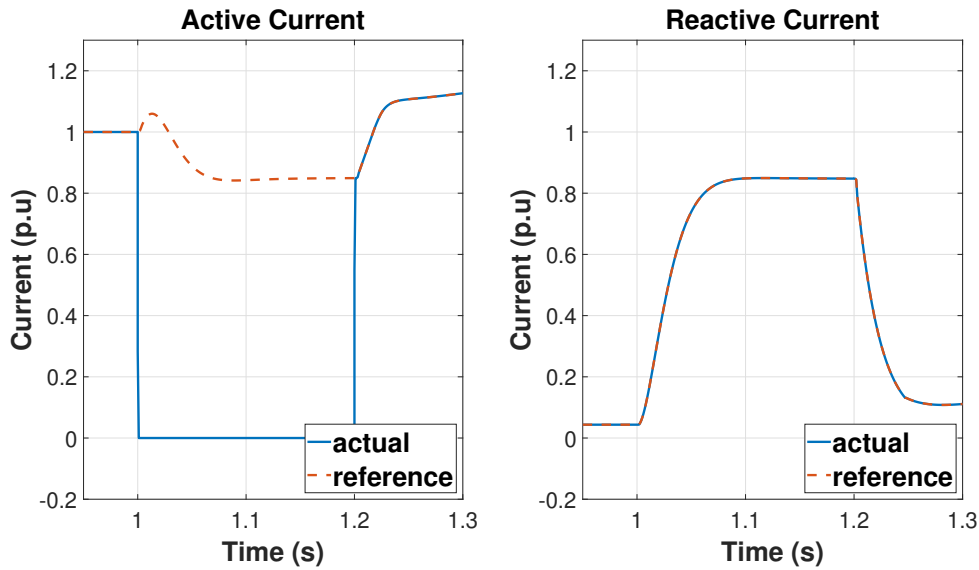 Active Current
Current (p.u)
1.2
1
0.8
0.6
0.4
0.2
0
-0.2
1
1.1
1.2
1.3
Time (s)
actual
reference
Reactive Current
Current (p.u)
1.2
1
0.8
0.6
0.4
0.2
0
-0.2
1
1.1
1.2
1.3
Time (s)
actual
reference